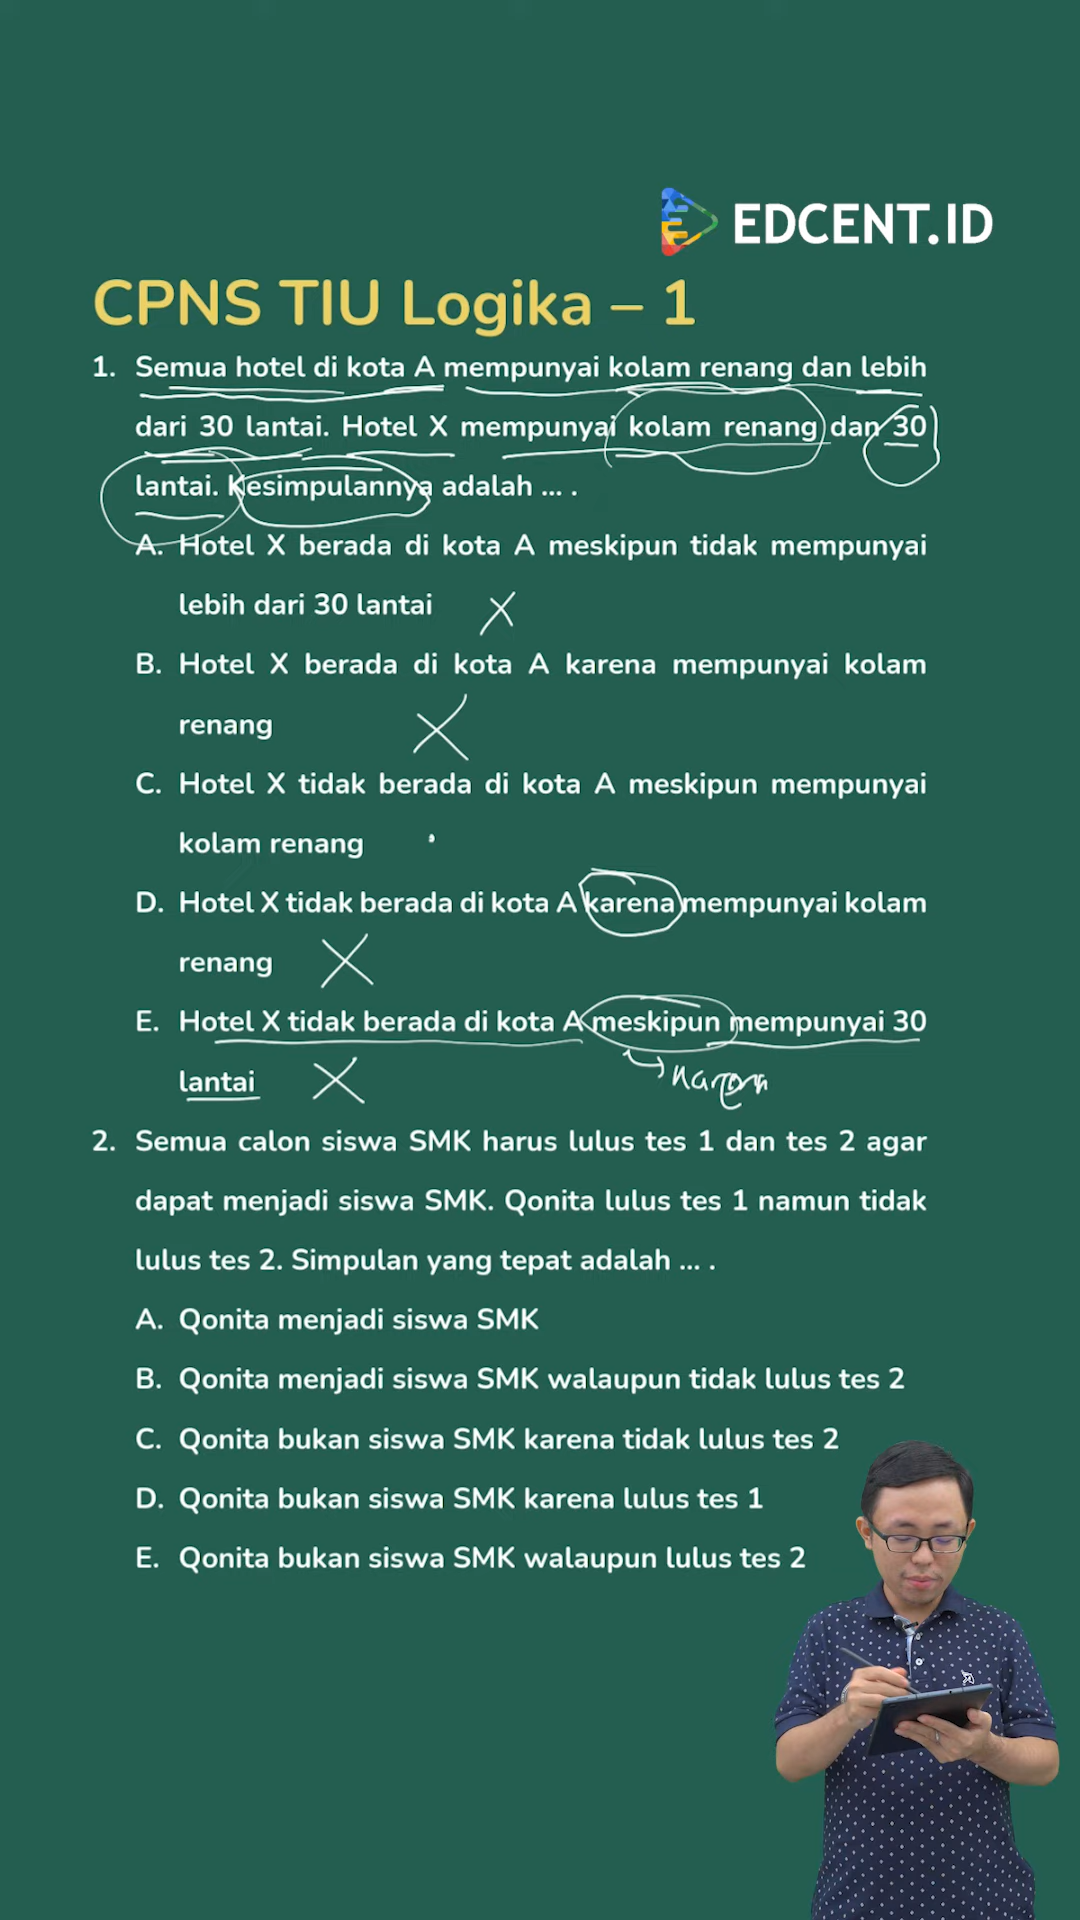 EDCENT.ID
CPNS TIU Logika – 1
1. Semua hotel di kota A mempunyai kolam renang dan lebih
dari 30 lantai. Hotel X mempunyai kolam renang dan 30
lantai. Kesimpulannya adalah ... .
A. Hotel X berada di kota A meskipun tidak mempunyai
lebih dari 30 lantai
B. Hotel X berada di kota A karena mempunyai kolam
renang
C. Hotel X tidak berada di kota A meskipun mempunyai
kolam renang
D. Hotel X tidak berada di kota A karena mempunyai kolam
renang
E. Hotel X tidak berada di kota A meskipun mempunyai 30
lantai
karena
2. Semua calon siswa SMK harus lulus tes 1 dan tes 2 agar
dapat menjadi siswa SMK. Qonita lulus tes 1 namun tidak
lulus tes 2. Simpulan yang tepat adalah ... .
A. Qonita menjadi siswa SMK
B. Qonita menjadi siswa SMK walaupun tidak lulus tes 2
C. Qonita bukan siswa SMK karena tidak lulus tes 2
D. Qonita bukan siswa SMK karena lulus tes 1
E. Qonita bukan siswa SMK walaupun lulus tes 2